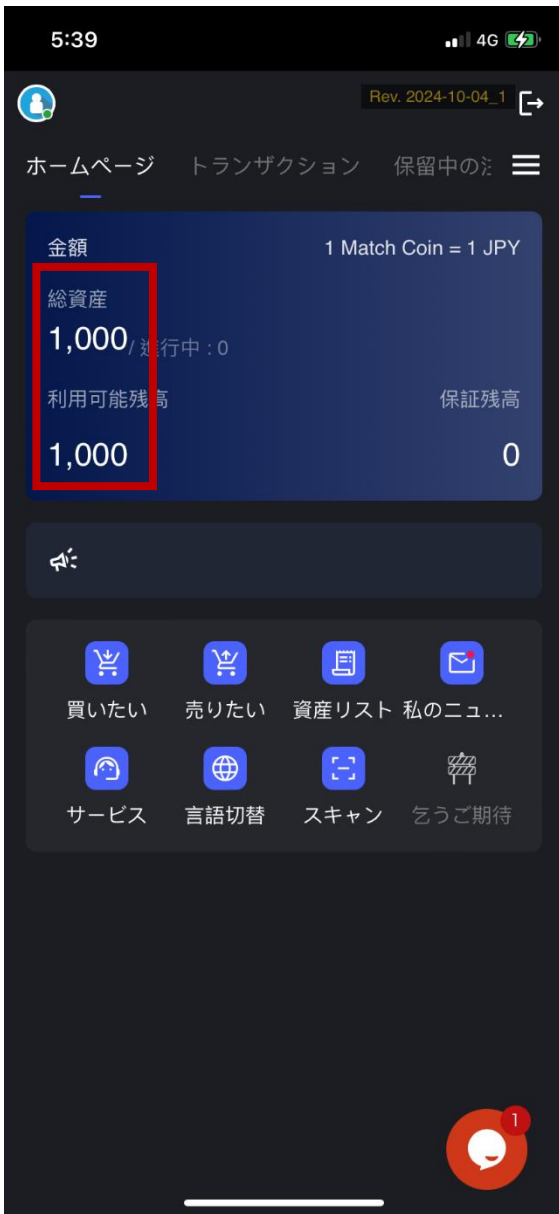 5:39 4G
Rev. 2024-10-04_1
ホームページ トランザクション 保留中の
金額 1 Match Coin = 1 JPY
総資産
1,000 / 進行中 : 0
利用可能残高 保証残高
1,000 0
買いたい 売りたい 資産リスト 私のニュ...
サービス 言語切替 スキャン 乞うご期待
1